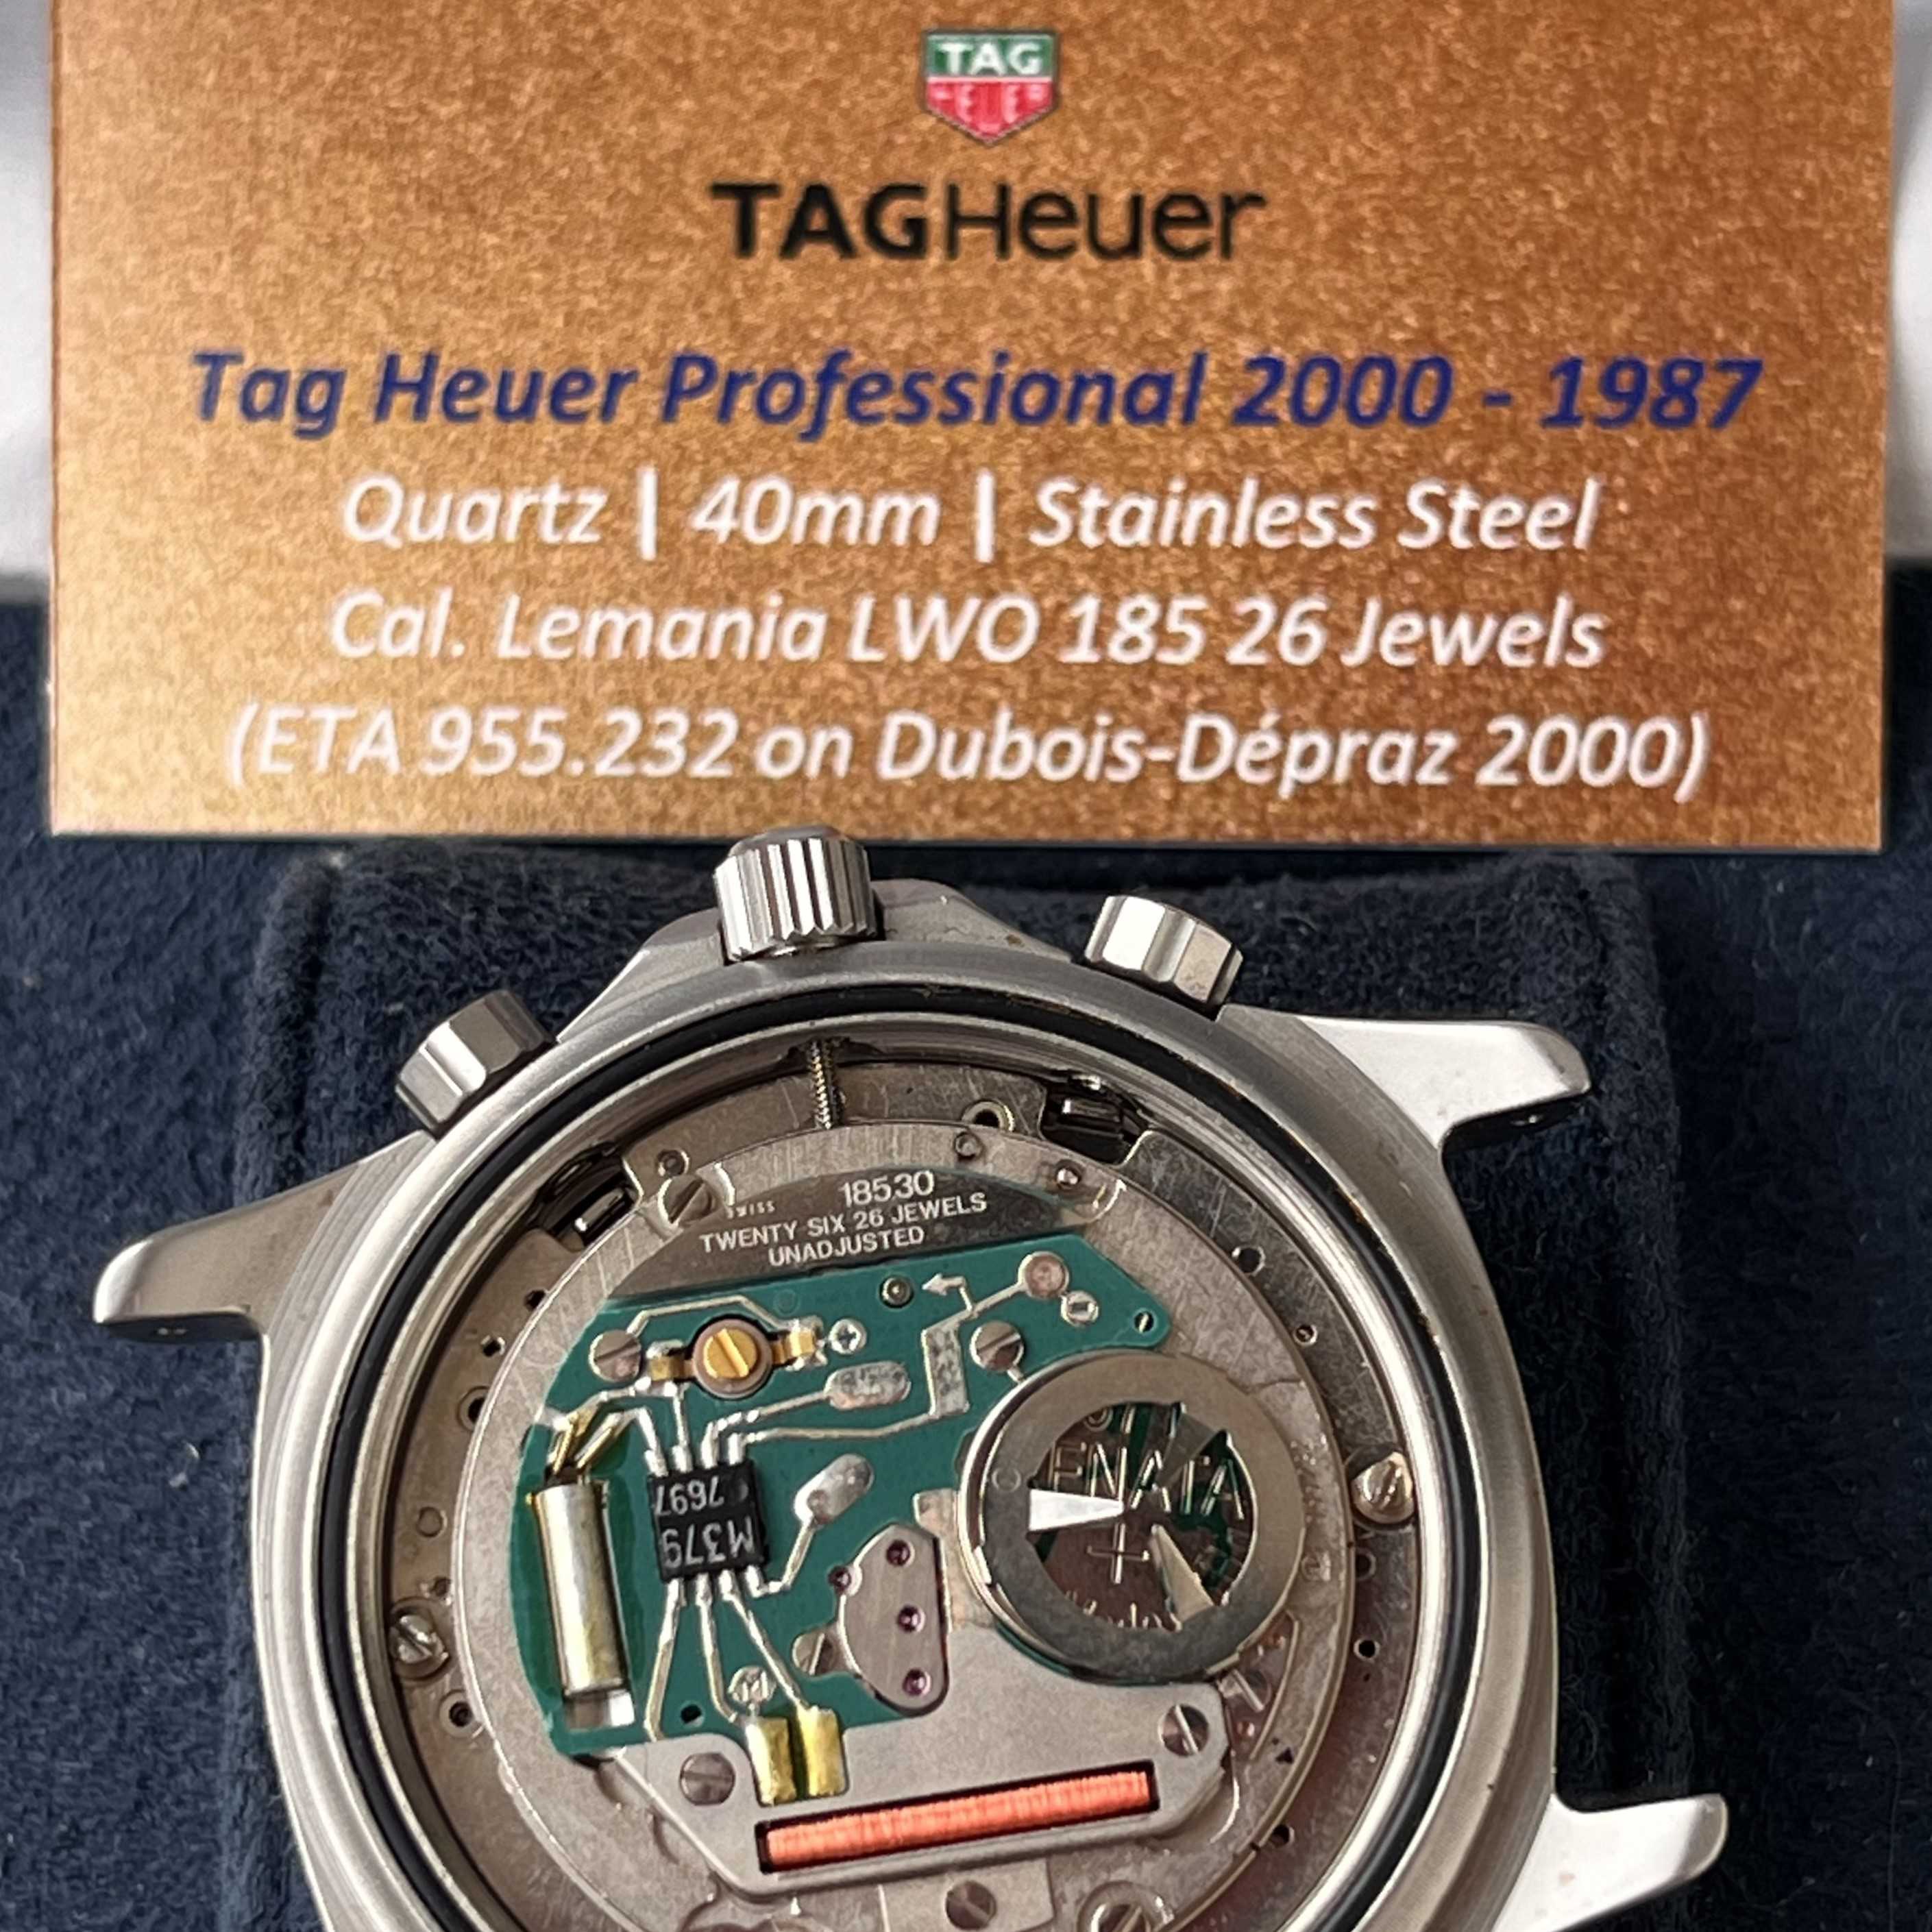 TAG
HEUER
TAGHeuer
Tag Heuer Professional 2000 - 1987
Quartz | 40mm | Stainless Steel
Cal. Lemania LWO 185 26 Jewels
(ETA 955.232 on Dubois-Dépraz 2000)
SWISS 18530
TWENTY SIX 26 JEWELS
UNADJUSTED
M379
7697
RENATA
+